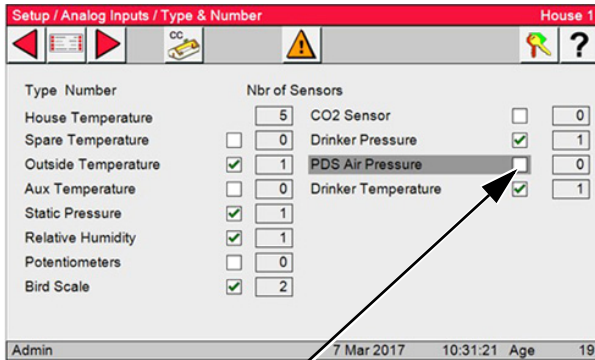 Setup / Analog Inputs / Type & Number House 1
CC
?
Type Number Nbr of Sensors
House Temperature 5
Spare Temperature 0
Outside Temperature 1
Aux Temperature 0
Static Pressure 1
Relative Humidity 1
Potentiometers 0
Bird Scale 2
CO2 Sensor 0
Drinker Pressure 1
PDS Air Pressure 0
Drinker Temperature 1
Admin 7 Mar 2017 10:31:21 Age 19